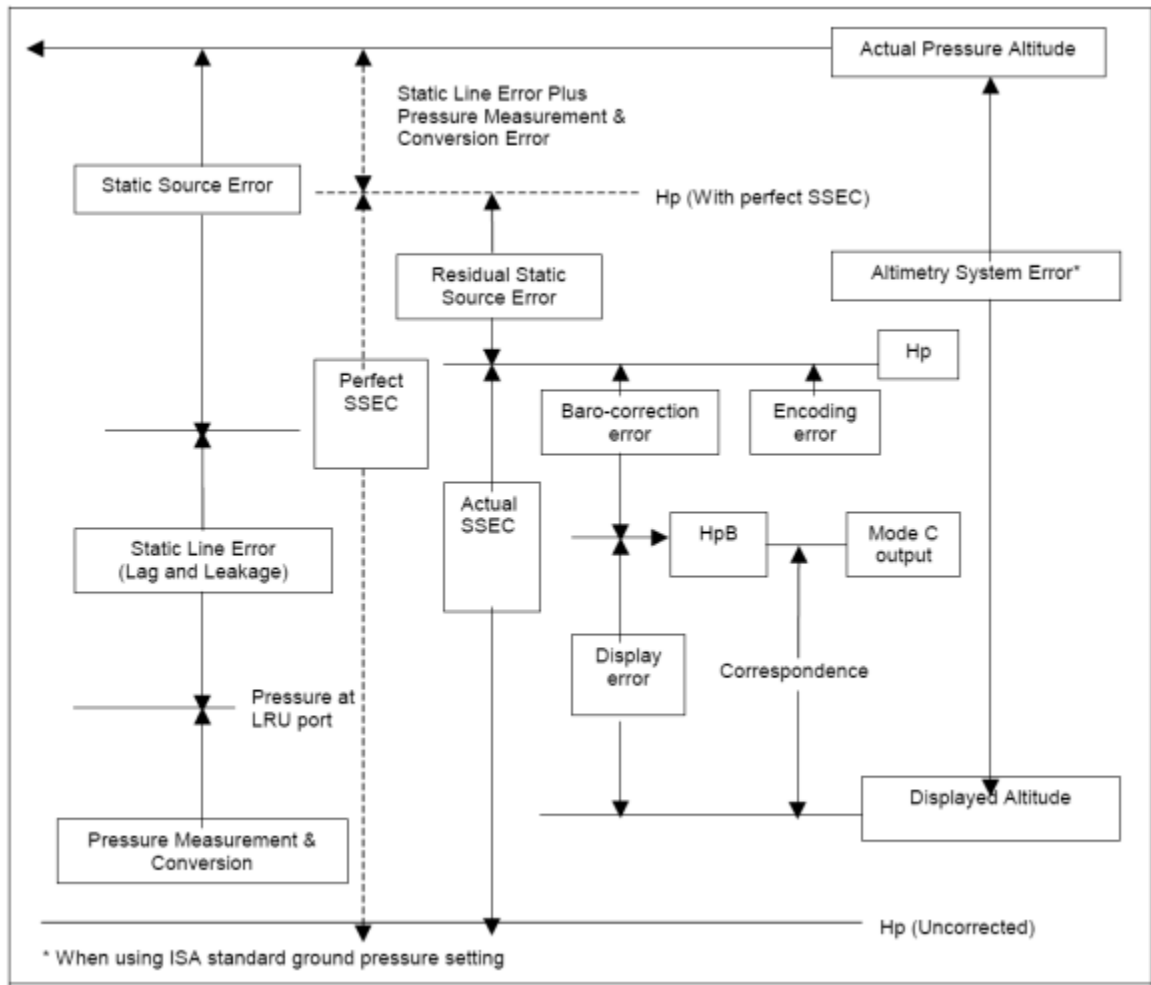 Actual Pressure Altitude
Static Line Error Plus
Pressure Measurement &
Conversion Error
Static Source Error
Hp (With perfect SSEC)
Residual Static
Source Error
Altimetry System Error*
Hp
Perfect
SSEC
Baro-correction
error
Encoding
error
Actual
SSEC
Static Line Error
(Lag and Leakage)
HpB
Mode C
output
Display
error
Correspondence
Pressure at
LRU port
Displayed Altitude
Pressure Measurement &
Conversion
Hp (Uncorrected)
* When using ISA standard ground pressure setting